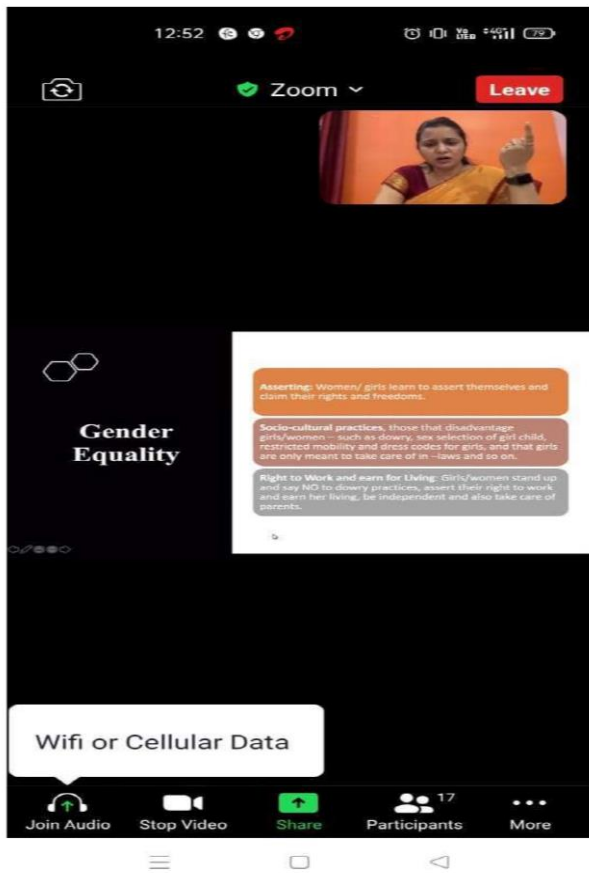 12:52
Vo
LTE 4G 79
Zoom
Leave
Gender
Equality
Asserting: Women/ girls learn to assert themselves and
claim their rights and freedoms.
Socio-cultural practices, those that disadvantage
girls/women – such as dowry, sex selection of girl child,
restricted mobility and dress codes for girls, and that girls
are only meant to take care of in –laws and so on.
Right to Work and earn for Living: Girls/women stand up
and say NO to dowry practices, assert their right to work
and earn her living, be independent and also take care of
parents.
Wifi or Cellular Data
17
Join Audio Stop Video Share Participants More